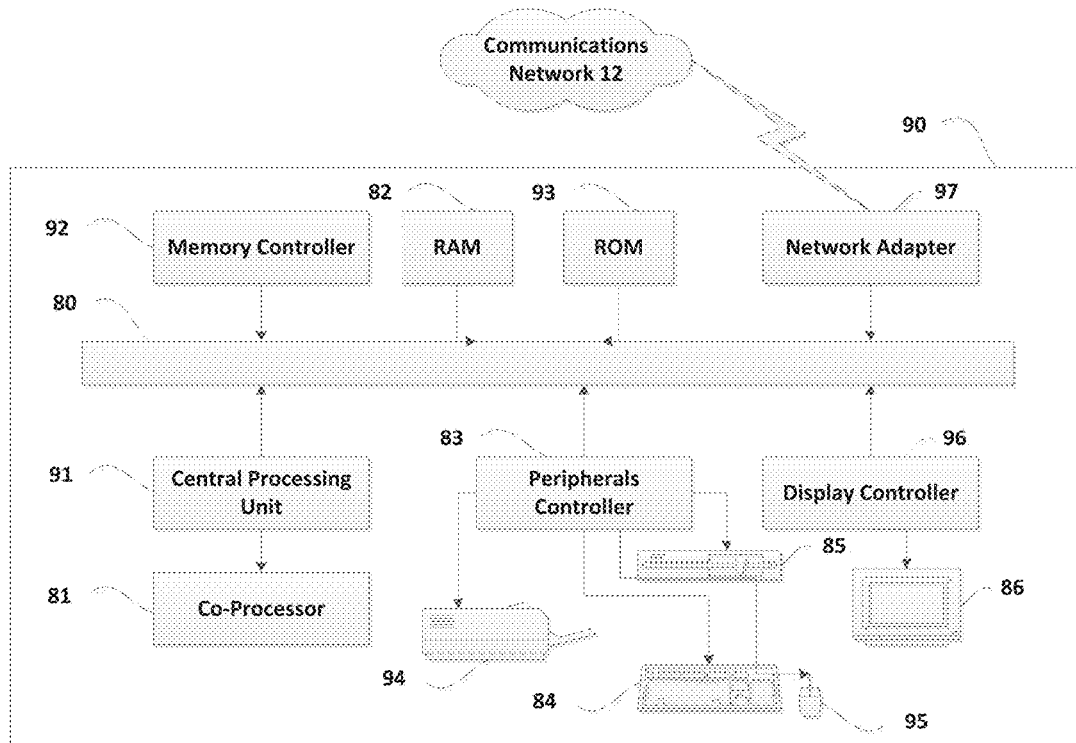 Communications
Network 12
90
92
Memory Controller
82
RAM
93
ROM
97
Network Adapter
80
91
Central Processing
Unit
83
Peripherals
Controller
96
Display Controller
85
81
Co-Processor
94
84
95
86